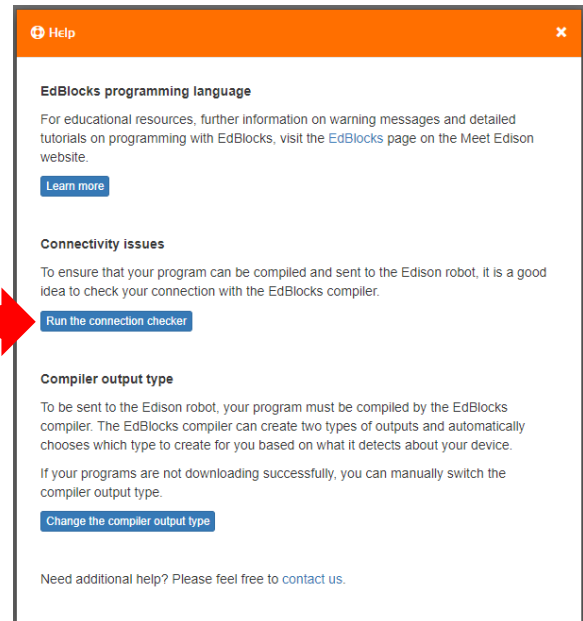 Help ×
EdBlocks programming language
For educational resources, further information on warning messages and detailed
tutorials on programming with EdBlocks, visit the EdBlocks page on the Meet Edison
website.
Learn more
Connectivity issues
To ensure that your program can be compiled and sent to the Edison robot, it is a good
idea to check your connection with the EdBlocks compiler.
Run the connection checker
Compiler output type
To be sent to the Edison robot, your program must be compiled by the EdBlocks
compiler. The EdBlocks compiler can create two types of outputs and automatically
chooses which type to create for you based on what it detects about your device.
If your programs are not downloading successfully, you can manually switch the
compiler output type.
Change the compiler output type
Need additional help? Please feel free to contact us.